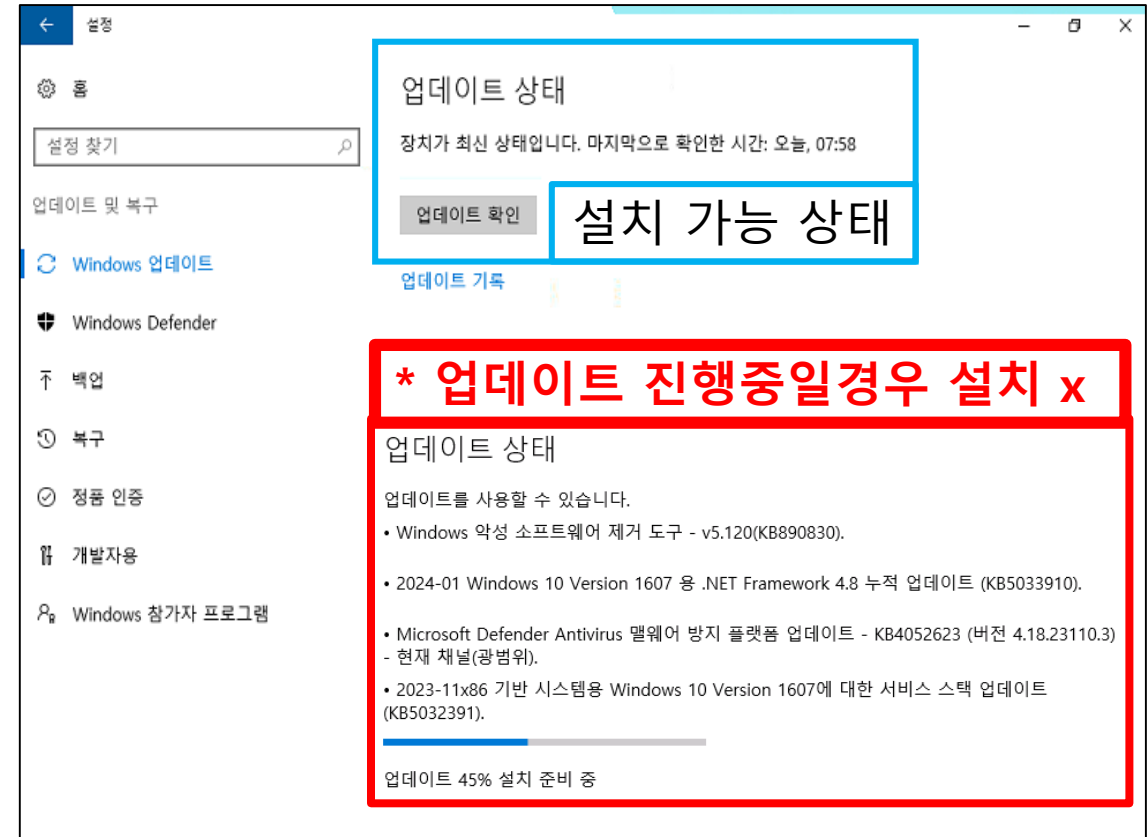 설정
홈
설정 찾기
업데이트 및 복구
Windows 업데이트
Windows Defender
백업
복구
정품 인증
개발자용
Windows 참가자 프로그램
업데이트 상태
장치가 최신 상태입니다. 마지막으로 확인한 시간: 오늘, 07:58
업데이트 확인
설치 가능 상태
업데이트 기록
* 업데이트 진행중일경우 설치 x
업데이트 상태
업데이트를 사용할 수 있습니다.
• Windows 악성 소프트웨어 제거 도구 - v5.120(KB890830).
• 2024-01 Windows 10 Version 1607 용 .NET Framework 4.8 누적 업데이트 (KB5033910).
• Microsoft Defender Antivirus 맬웨어 방지 플랫폼 업데이트 - KB4052623 (버전 4.18.23110.3)
- 현재 채널(광범위).
• 2023-11x86 기반 시스템용 Windows 10 Version 1607에 대한 서비스 스택 업데이트
(KB5032391).
업데이트 45% 설치 준비 중